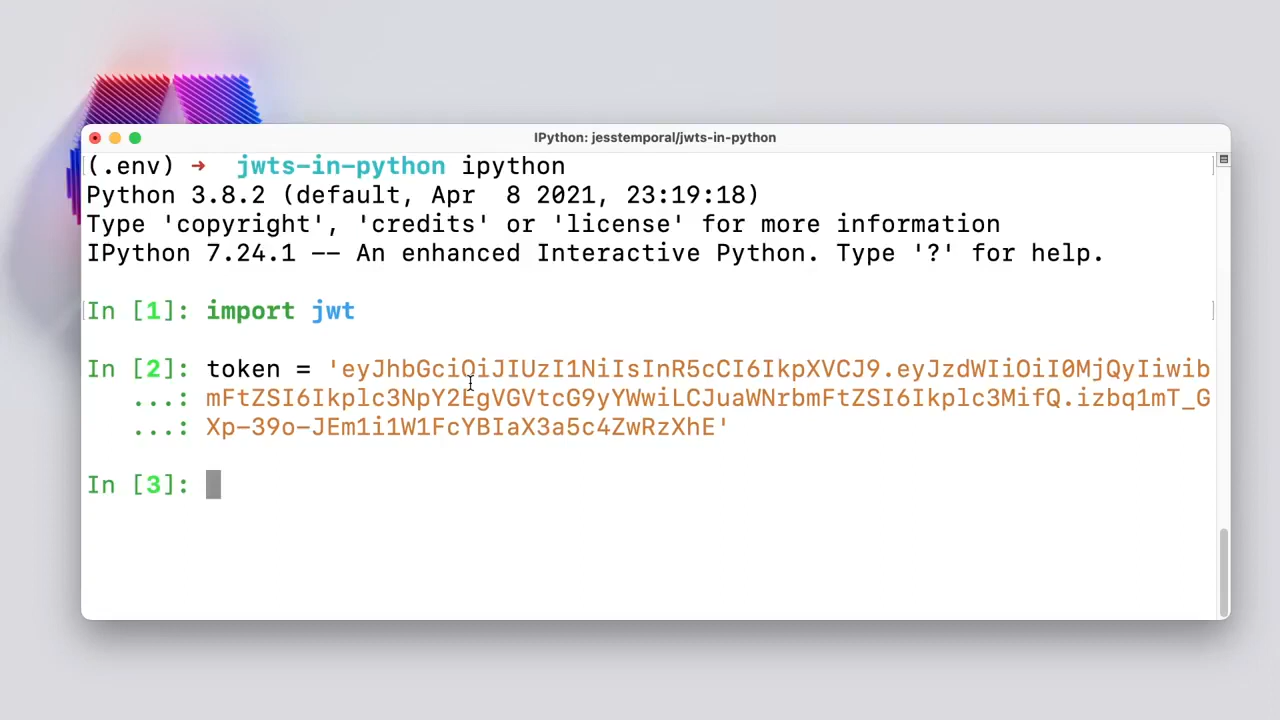 IPython: jesstemporal/jwts-in-python
(.env) ➜ jwts-in-python ipython
Python 3.8.2 (default, Apr  8 2021, 23:19:18)
Type 'copyright', 'credits' or 'license' for more information
IPython 7.24.1 -- An enhanced Interactive Python. Type '?' for help.
In [1]: import jwt
In [2]: token = 'eyJhbGciOiJIUzI1NiIsInR5cCI6IkpXVCJ9.eyJzdWIiOiI0MjQyIiwib
...: mFtZSI6Ikplc3NpY2EgVGVtcG9yYWwiLCJuaWNrbmFtZSI6Ikplc3MifQ.izbq1mT_G
...: Xp-39o-JEm1i1W1FcYBIaX3a5c4ZwRzXhE'
In [3]: